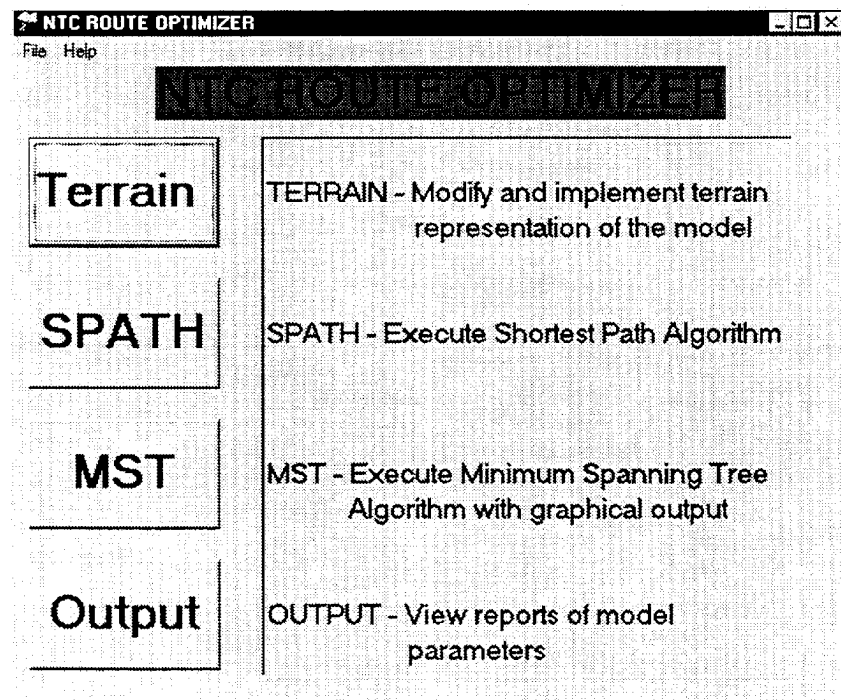 NTC ROUTE OPTIMIZER
File Help
NTC ROUTE OPTIMIZER
Terrain
TERRAIN - Modify and implement terrain
representation of the model
SPATH
SPATH - Execute Shortest Path Algorithm
MST
MST - Execute Minimum Spanning Tree
Algorithm with graphical output
Output
OUTPUT - View reports of model
parameters